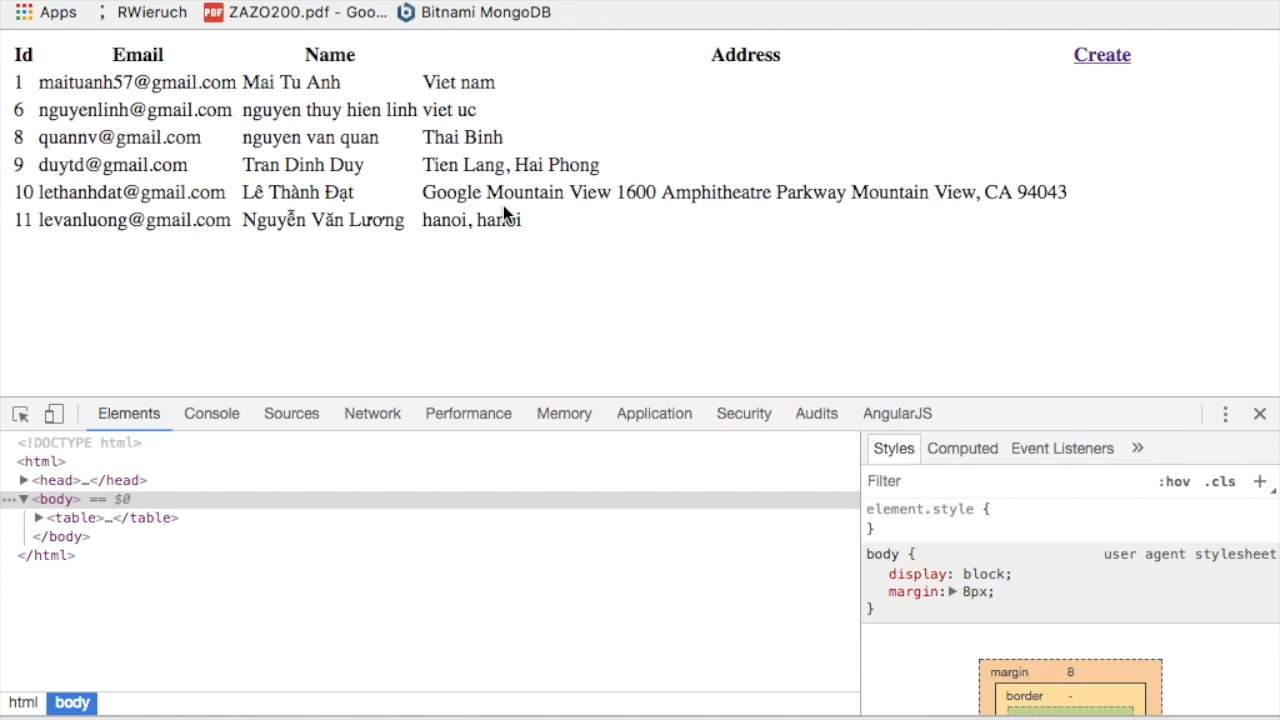 Apps RWieruch PDF ZAZO200.pdf - Goo... Bitnami MongoDB
Id Email Name Address Create
1 maituanh57@gmail.com Mai Tu Anh Viet nam
6 nguyenlinh@gmail.com nguyen thuy hien linh viet uc
8 quannv@gmail.com nguyen van quan Thai Binh
9 duytd@gmail.com Tran Dinh Duy Tien Lang, Hai Phong
10 lethanhdat@gmail.com Lê Thành Đạt Google Mountain View 1600 Amphitheatre Parkway Mountain View, CA 94043
11 levanluong@gmail.com Nguyễn Văn Lương hanoi, hanoi
Elements Console Sources Network Performance Memory Application Security Audits AngularJS
<!DOCTYPE html>
<html>
▶<head>…</head>
···▼<body> == $0
▶<table>…</table>
</body>
</html>
html body
Styles Computed Event Listeners »
Filter :hov .cls +
element.style {
}
body { user agent stylesheet
display: block;
margin:▶8px;
}
margin 8
border -